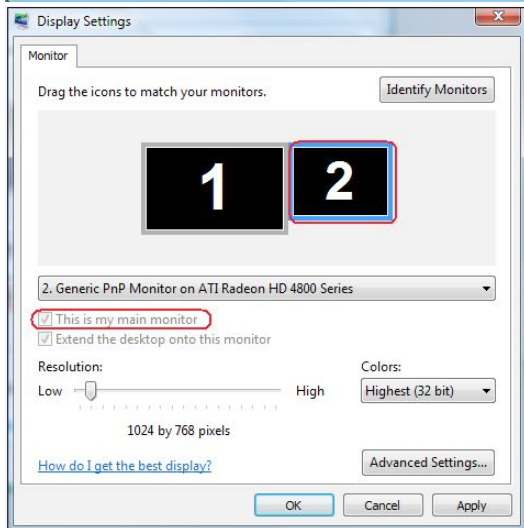 Display Settings
Monitor
Drag the icons to match your monitors.
Identify Monitors
1
2
2. Generic PnP Monitor on ATI Radeon HD 4800 Series
This is my main monitor
Extend the desktop onto this monitor
Resolution:
Colors:
Low
High
Highest (32 bit)
1024 by 768 pixels
How do I get the best display?
Advanced Settings...
OK
Cancel
Apply